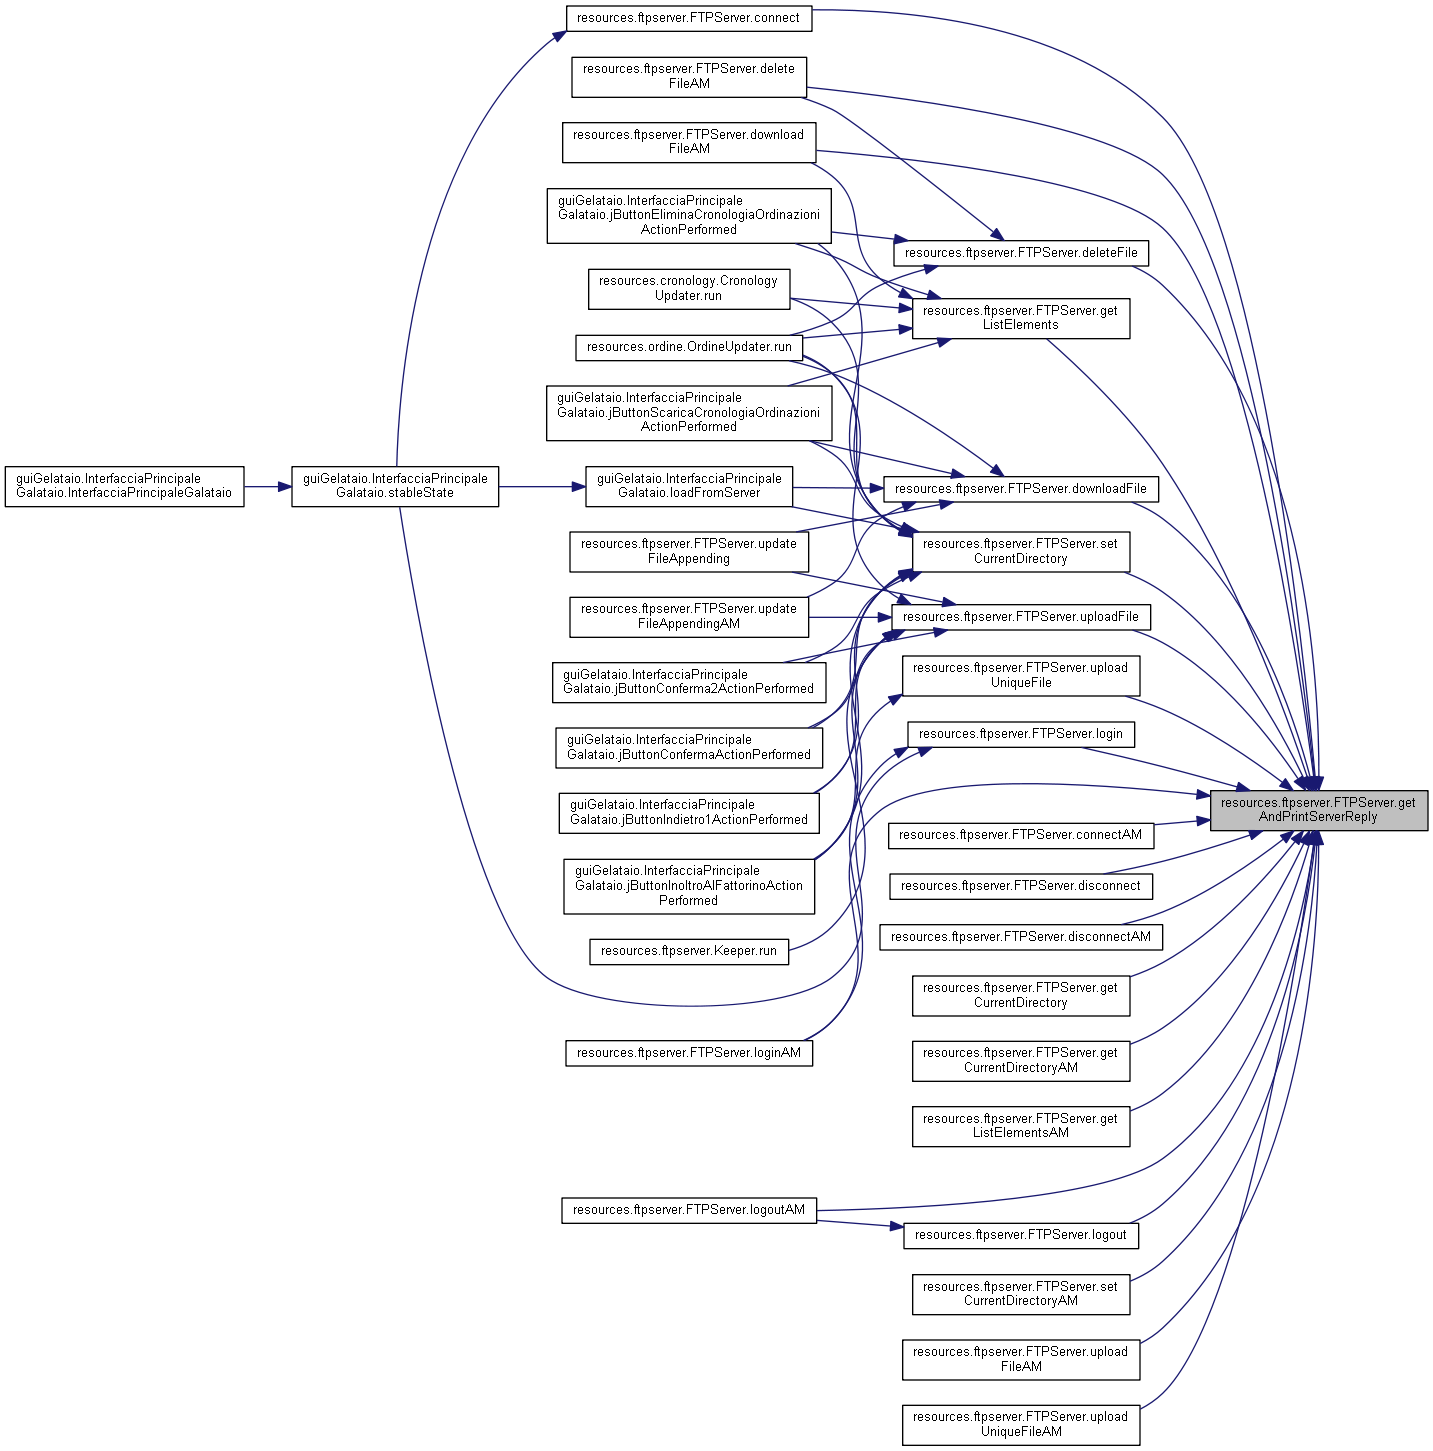 resources.ftpserver.FTPServer.connect
resources.ftpserver.FTPServer.delete
FileAM
resources.ftpserver.FTPServer.download
FileAM
guiGelataio.InterfacciaPrincipale
Galataio.jButtonEliminaCronologiaOrdinazioni
ActionPerformed
resources.ftpserver.FTPServer.deleteFile
resources.cronology.Cronology
Updater.run
resources.ftpserver.FTPServer.get
ListElements
resources.ordine.OrdineUpdater.run
guiGelataio.InterfacciaPrincipale
Galataio.jButtonScaricaCronologiaOrdinazioni
ActionPerformed
guiGelataio.InterfacciaPrincipale
Galataio.InterfacciaPrincipaleGalataio
guiGelataio.InterfacciaPrincipale
Galataio.stableState
guiGelataio.InterfacciaPrincipale
Galataio.loadFromServer
resources.ftpserver.FTPServer.downloadFile
resources.ftpserver.FTPServer.update
FileAppending
resources.ftpserver.FTPServer.set
CurrentDirectory
resources.ftpserver.FTPServer.update
FileAppendingAM
resources.ftpserver.FTPServer.uploadFile
guiGelataio.InterfacciaPrincipale
Galataio.jButtonConferma2ActionPerformed
resources.ftpserver.FTPServer.upload
UniqueFile
guiGelataio.InterfacciaPrincipale
Galataio.jButtonConfermaActionPerformed
resources.ftpserver.FTPServer.login
guiGelataio.InterfacciaPrincipale
Galataio.jButtonIndietro1ActionPerformed
resources.ftpserver.FTPServer.get
AndPrintServerReply
resources.ftpserver.FTPServer.connectAM
guiGelataio.InterfacciaPrincipale
Galataio.jButtonInoltroAlFattorinoAction
Performed
resources.ftpserver.FTPServer.disconnect
resources.ftpserver.FTPServer.disconnectAM
resources.ftpserver.Keeper.run
resources.ftpserver.FTPServer.get
CurrentDirectory
resources.ftpserver.FTPServer.loginAM
resources.ftpserver.FTPServer.get
CurrentDirectoryAM
resources.ftpserver.FTPServer.get
ListElementsAM
resources.ftpserver.FTPServer.logoutAM
resources.ftpserver.FTPServer.logout
resources.ftpserver.FTPServer.set
CurrentDirectoryAM
resources.ftpserver.FTPServer.upload
FileAM
resources.ftpserver.FTPServer.upload
UniqueFileAM